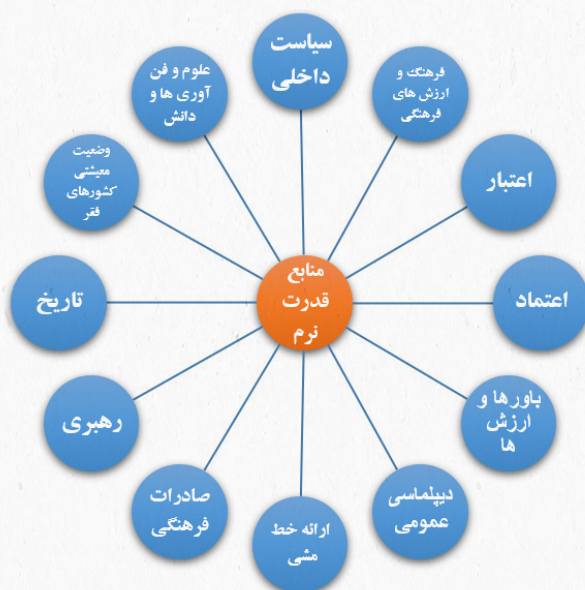 سیاست
داخلی
فرهنگ و
ارزش های
فرهنگی
اعتبار
اعتماد
باورها و
ارزش
ها
دیپلماسی
عمومی
ارائه خط
مشی
صادرات
فرهنگی
رهبری
تاریخ
وضعیت
معیشتی
کشورهای
فقر
علوم و فن
آوری ها و
دانش
منابع
قدرت
نرم